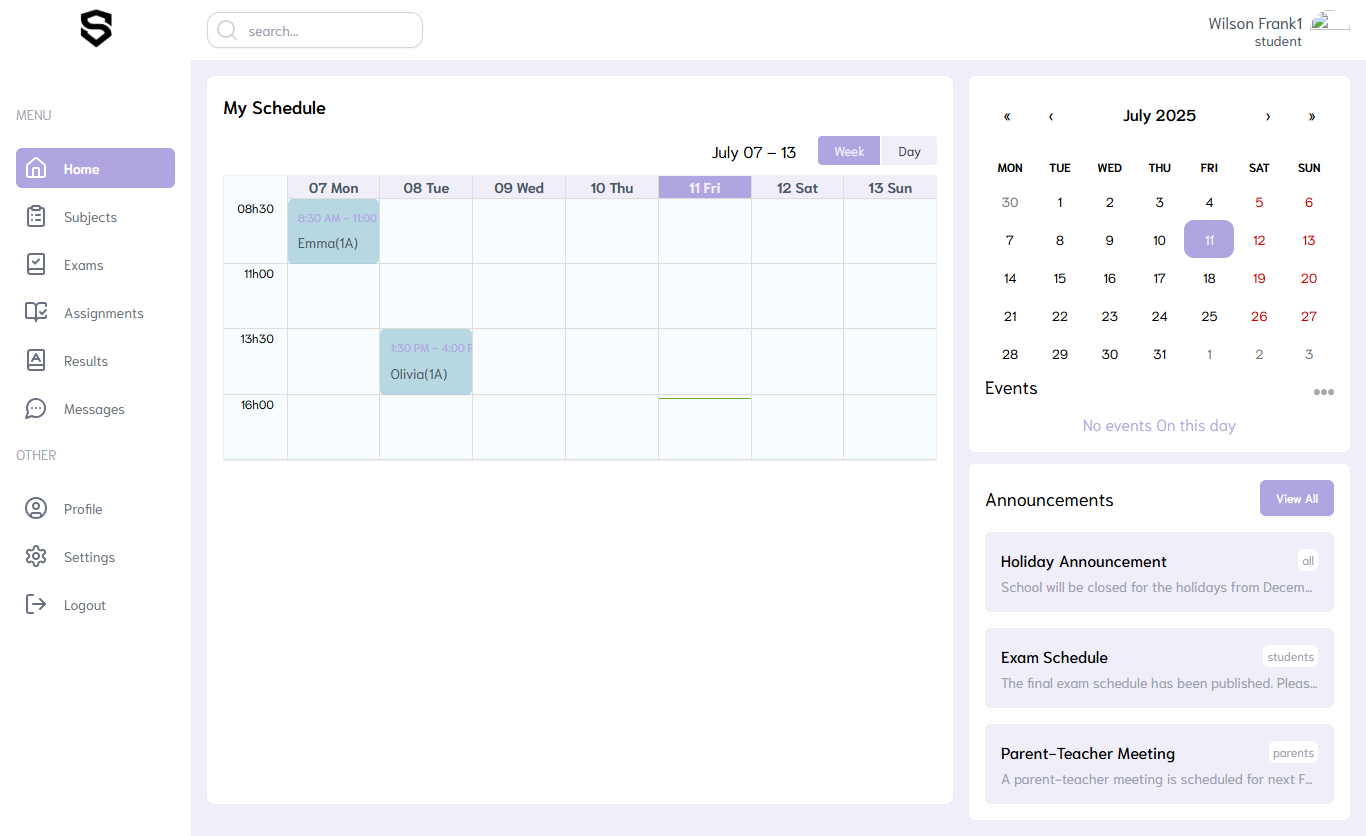 search...
Wilson Frank1
student
MENU
Home
Subjects
Exams
Assignments
Results
Messages
OTHER
Profile
Settings
Logout
My Schedule
July 07 – 13
Week
Day
07 Mon 08 Tue 09 Wed 10 Thu 11 Fri 12 Sat 13 Sun
08h30
8:30 AM – 11:00
Emma(1A)
11h00
13h30
1:30 PM – 4:00 P
Olivia(1A)
16h00
« ‹ July 2025 › »
MON TUE WED THU FRI SAT SUN
30 1 2 3 4 5 6
7 8 9 10 11 12 13
14 15 16 17 18 19 20
21 22 23 24 25 26 27
28 29 30 31 1 2 3
Events
No events On this day
Announcements
View All
Holiday Announcement
all
School will be closed for the holidays from Decem...
Exam Schedule
students
The final exam schedule has been published. Pleas...
Parent-Teacher Meeting
parents
A parent-teacher meeting is scheduled for next F...